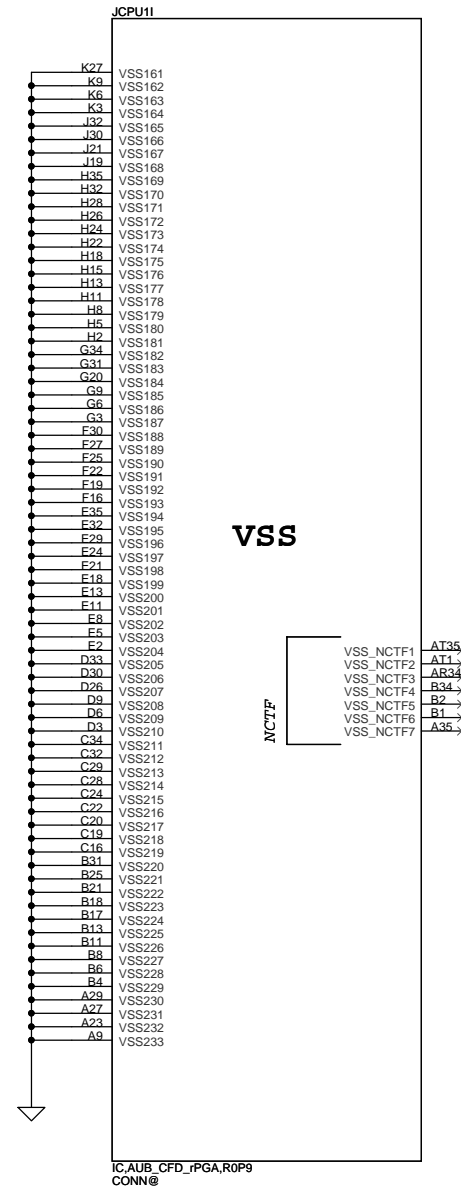 JCPU1I
K27 VSS161
K9 VSS162
K6 VSS163
K3 VSS164
J32 VSS165
J30 VSS166
J21 VSS167
J19 VSS168
H35 VSS169
H32 VSS170
H28 VSS171
H26 VSS172
H24 VSS173
H22 VSS174
H18 VSS175
H15 VSS176
H13 VSS177
H11 VSS178
H8 VSS179
H5 VSS180
H2 VSS181
G34 VSS182
G31 VSS183
G20 VSS184
G9 VSS185
G6 VSS186
G3 VSS187
F30 VSS188
F27 VSS189
F25 VSS190
F22 VSS191
F19 VSS192
F16 VSS193
E35 VSS194
E32 VSS195
E29 VSS196
E24 VSS197
E21 VSS198
E18 VSS199
E13 VSS200
E11 VSS201
E8 VSS202
E5 VSS203
E2 VSS204
D33 VSS205
D30 VSS206
D26 VSS207
D9 VSS208
D6 VSS209
D3 VSS210
C34 VSS211
C32 VSS212
C29 VSS213
C28 VSS214
C24 VSS215
C22 VSS216
C20 VSS217
C19 VSS218
C16 VSS219
B31 VSS220
B25 VSS221
B21 VSS222
B18 VSS223
B17 VSS224
B13 VSS225
B11 VSS226
B8 VSS227
B6 VSS228
B4 VSS229
A29 VSS230
A27 VSS231
A23 VSS232
A9 VSS233
VSS
NCTF
VSS_NCTF1 AT35
VSS_NCTF2 AT1
VSS_NCTF3 AR34
VSS_NCTF4 B34
VSS_NCTF5 B2
VSS_NCTF6 B1
VSS_NCTF7 A35
IC,AUB_CFD_rPGA,R0P9
CONN@